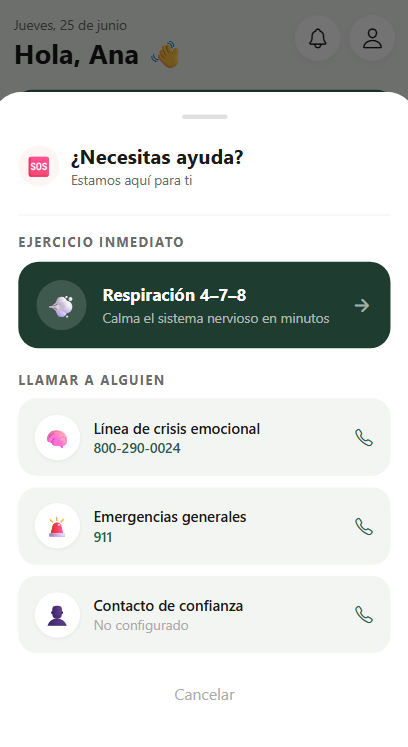 Jueves, 25 de junio
Hola, Ana 👋
SOS
¿Necesitas ayuda?
Estamos aquí para ti
EJERCICIO INMEDIATO
Respiración 4–7–8
Calma el sistema nervioso en minutos
LLAMAR A ALGUIEN
Línea de crisis emocional
800-290-0024
Emergencias generales
911
Contacto de confianza
No configurado
Cancelar